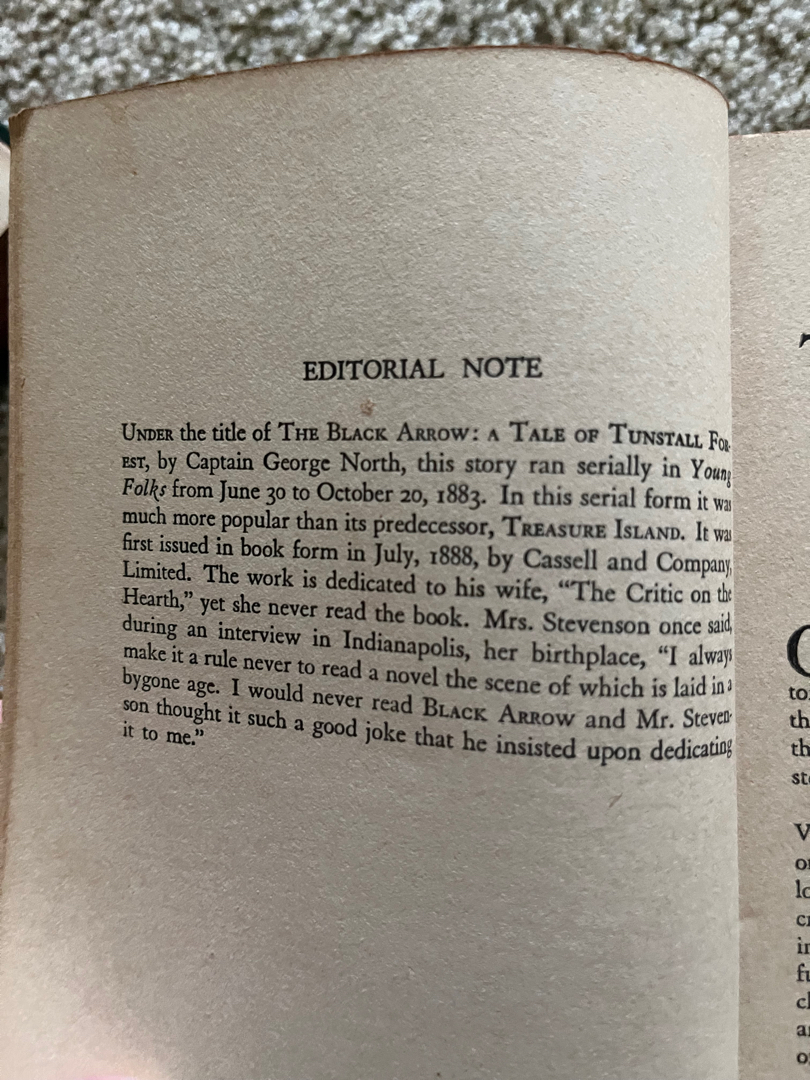 EDITORIAL NOTE
UNDER the title of THE BLACK ARROW: A TALE OF TUNSTALL FOR-
EST, by Captain George North, this story ran serially in Young
Folks from June 30 to October 20, 1883. In this serial form it was
much more popular than its predecessor, TREASURE ISLAND. It was
first issued in book form in July, 1888, by Cassell and Company,
Limited. The work is dedicated to his wife, “The Critic on the
Hearth,” yet she never read the book. Mrs. Stevenson once said,
during an interview in Indianapolis, her birthplace, “I always
make it a rule never to read a novel the scene of which is laid in a
bygone age. I would never read BLACK ARROW and Mr. Steven-
son thought it such a good joke that he insisted upon dedicating
it to me.”